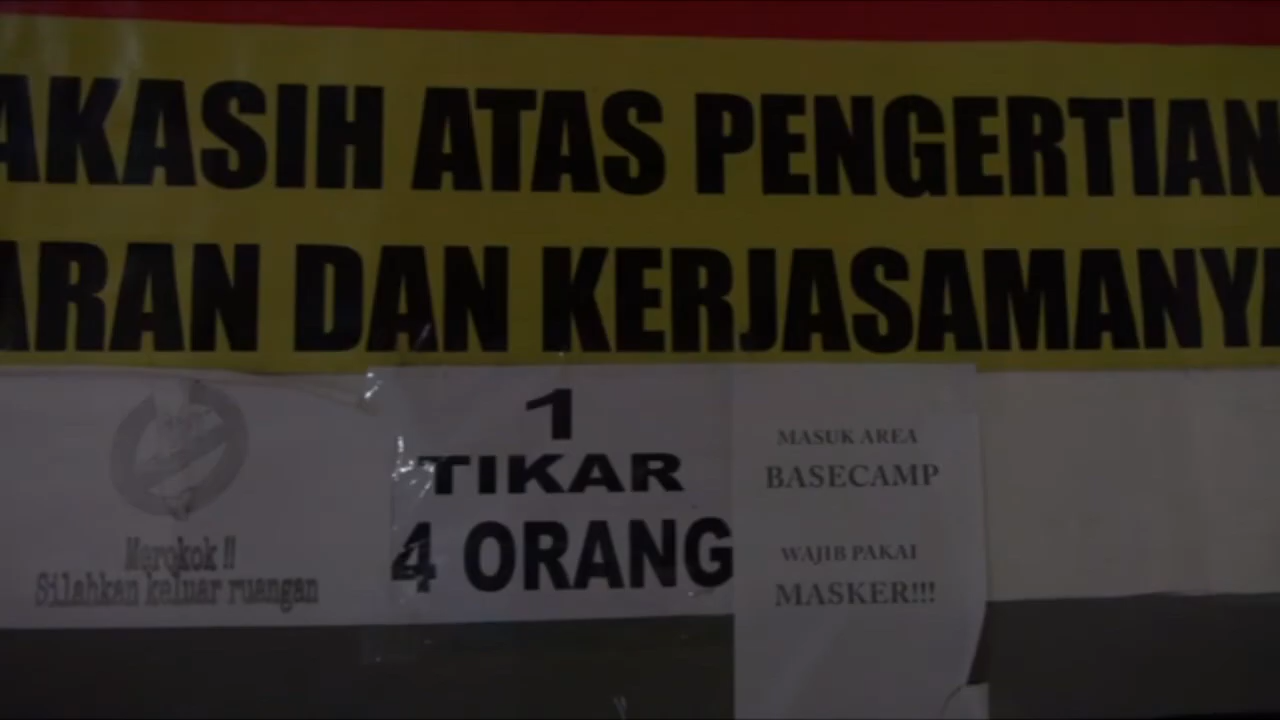 AKASIH ATAS PENGERTIAN
ARAN DAN KERJASAMANYA
Merokok !!
Silahkan keluar ruangan
1
TIKAR
4 ORANG
MASUK AREA
BASECAMP
WAJIB PAKAI
MASKER!!!